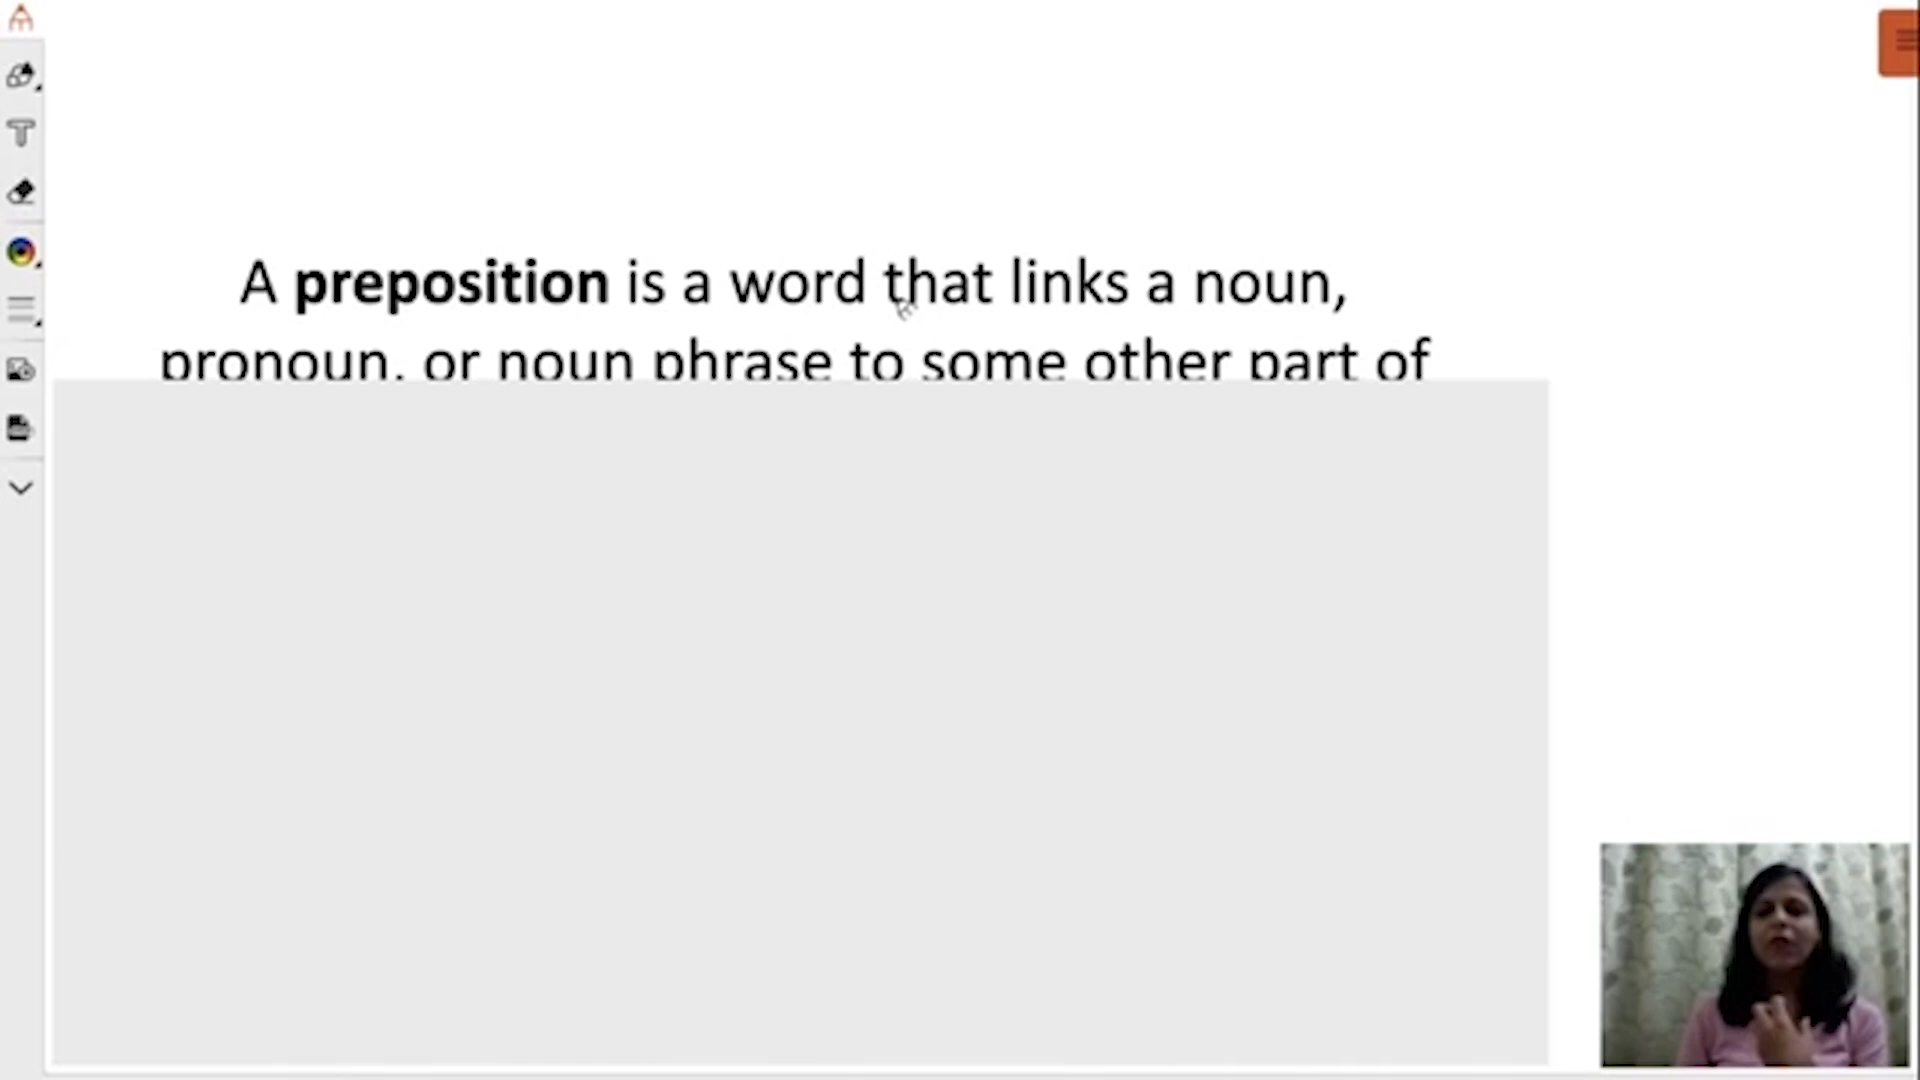 A preposition is a word that links a noun,
pronoun, or noun phrase to some other part of